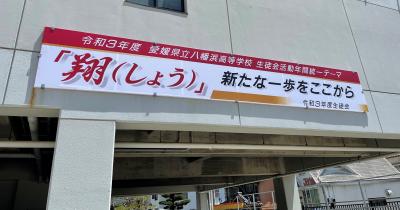 令和3年度 愛媛県立八幡浜高等学校 生徒会活動年間統一テーマ
「翔(しょう)」 新たな一歩をここから
令和3年度生徒会